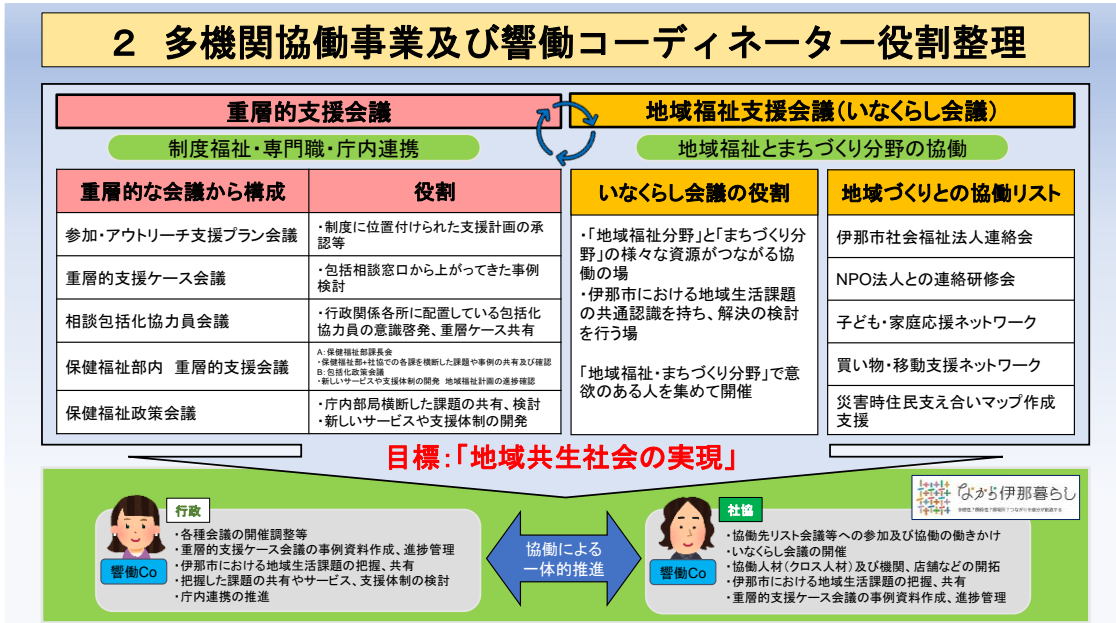 ２ 多機関協働事業及び響働コーディネーター役割整理
重層的支援会議
制度福祉・専門職・庁内連携
重層的な会議から構成
役割
参加・アウトリーチ支援プラン会議
・制度に位置付けられた支援計画の承
認等
重層的支援ケース会議
・包括相談窓口から上がってきた事例
検討
相談包括化協力員会議
・行政関係各所に配置している包括化
協力員の意識啓発、重層ケース共有
保健福祉部内 重層的支援会議
A：保健福祉部課長会
・保健福祉部+社協での各課を横断した課題や事例の共有及び確認
B：包括化政策会議
・新しいサービスや支援体制の開発 地域福祉計画の進捗確認
保健福祉政策会議
・庁内部局横断した課題の共有、検討
・新しいサービスや支援体制の開発
地域福祉支援会議（いなくらし会議）
地域福祉とまちづくり分野の協働
いなくらし会議の役割
・「地域福祉分野」と「まちづくり分
野」の様々な資源がつながる協
働の場
・伊那市における地域生活課題
の共通認識を持ち、解決の検討
を行う場
「地域福祉・まちづくり分野」で意
欲のある人を集めて開催
地域づくりとの協働リスト
伊那市社会福祉法人連絡会
NPO法人との連絡研修会
子ども・家庭応援ネットワーク
買い物・移動支援ネットワーク
災害時住民支え合いマップ作成
支援
目標：「地域共生社会の実現」
行政
響働Co
・各種会議の開催調整等
・重層的支援ケース会議の事例資料作成、進捗管理
・伊那市における地域生活課題の把握、共有
・把握した課題の共有やサービス、支援体制の検討
・庁内連携の推進
協働による
一体的推進
社協
響働Co
・協働先リスト会議等への参加及び協働の働きかけ
・いなくらし会議の開催
・協働人材（クロス人材）及び機関、店舗などの開拓
・伊那市における地域生活課題の把握、共有
・重層的支援ケース会議の事例資料作成、進捗管理
ながら伊那暮らし